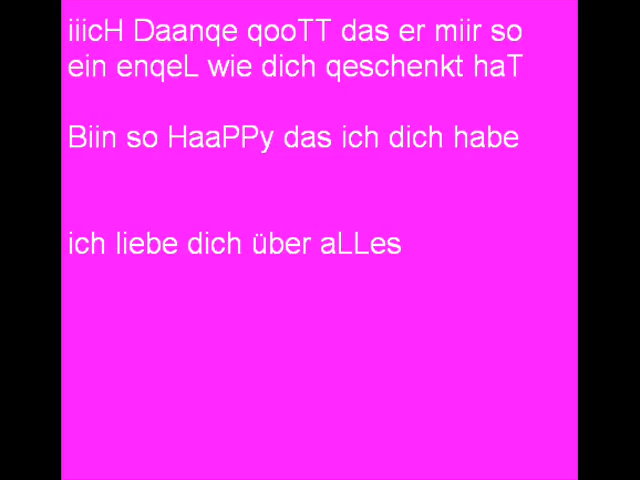 iiicH Daanqe qooTT das er miir so
ein enqeL wie dich qeschenkt haT
Biin so HaaPPy das ich dich habe
ich liebe dich über aLLes